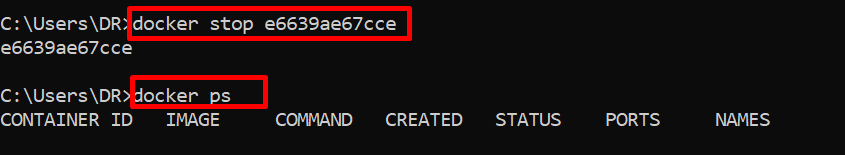 C:\Users\DR>docker stop e6639ae67cce
e6639ae67cce
C:\Users\DR>docker ps
CONTAINER ID   IMAGE     COMMAND   CREATED   STATUS    PORTS     NAMES